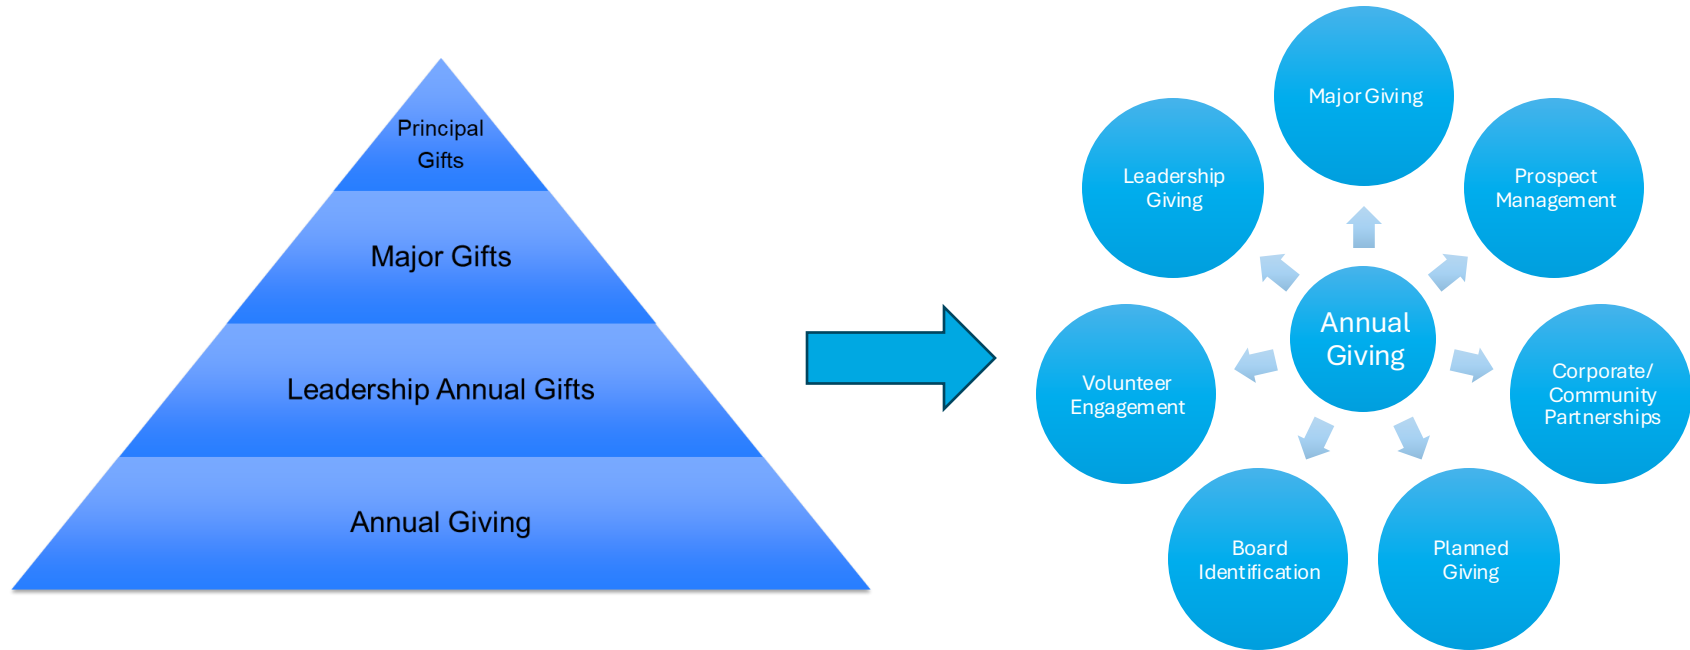 Principal
Gifts
Major Gifts
Leadership Annual Gifts
Annual Giving
Major Giving
Leadership
Giving
Prospect
Management
Annual
Giving
Volunteer
Engagement
Corporate/
Community
Partnerships
Board
Identification
Planned
Giving